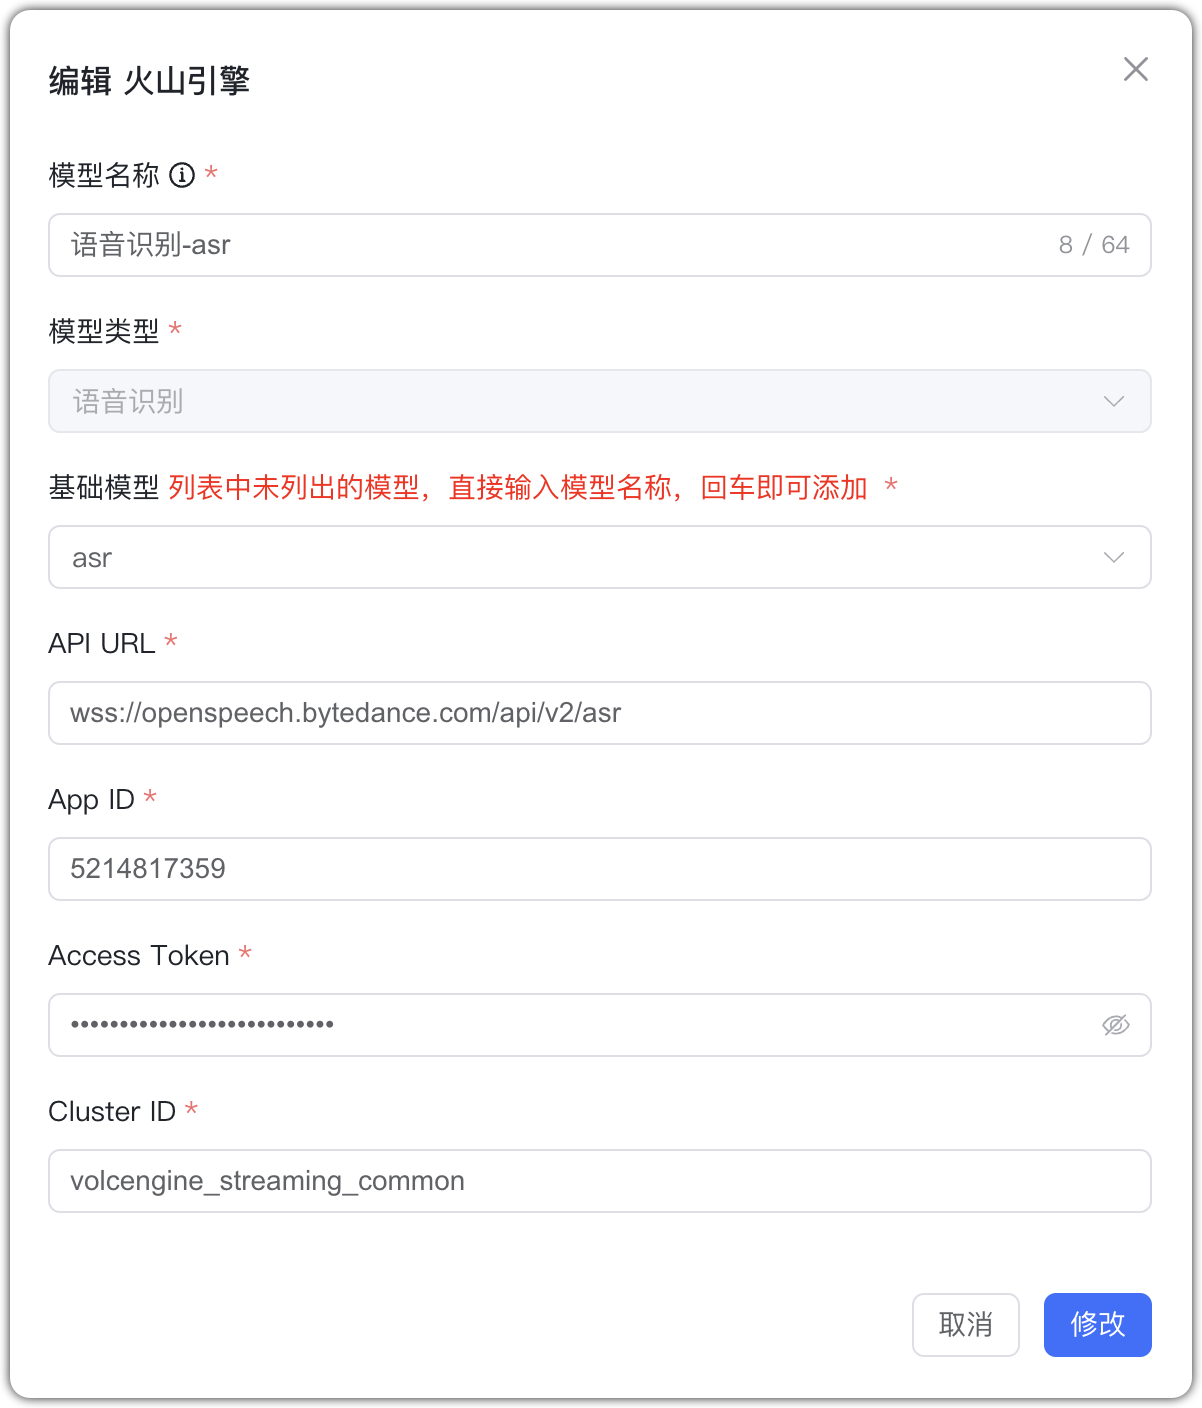 编辑 火山引擎
模型名称 *
语音识别-asr 8 / 64
模型类型 *
语音识别
基础模型 列表中未列出的模型，直接输入模型名称，回车即可添加 *
asr
API URL *
wss://openspeech.bytedance.com/api/v2/asr
App ID *
5214817359
Access Token *
•••••••••••••••••••••••••••
Cluster ID *
volcengine_streaming_common
取消 修改